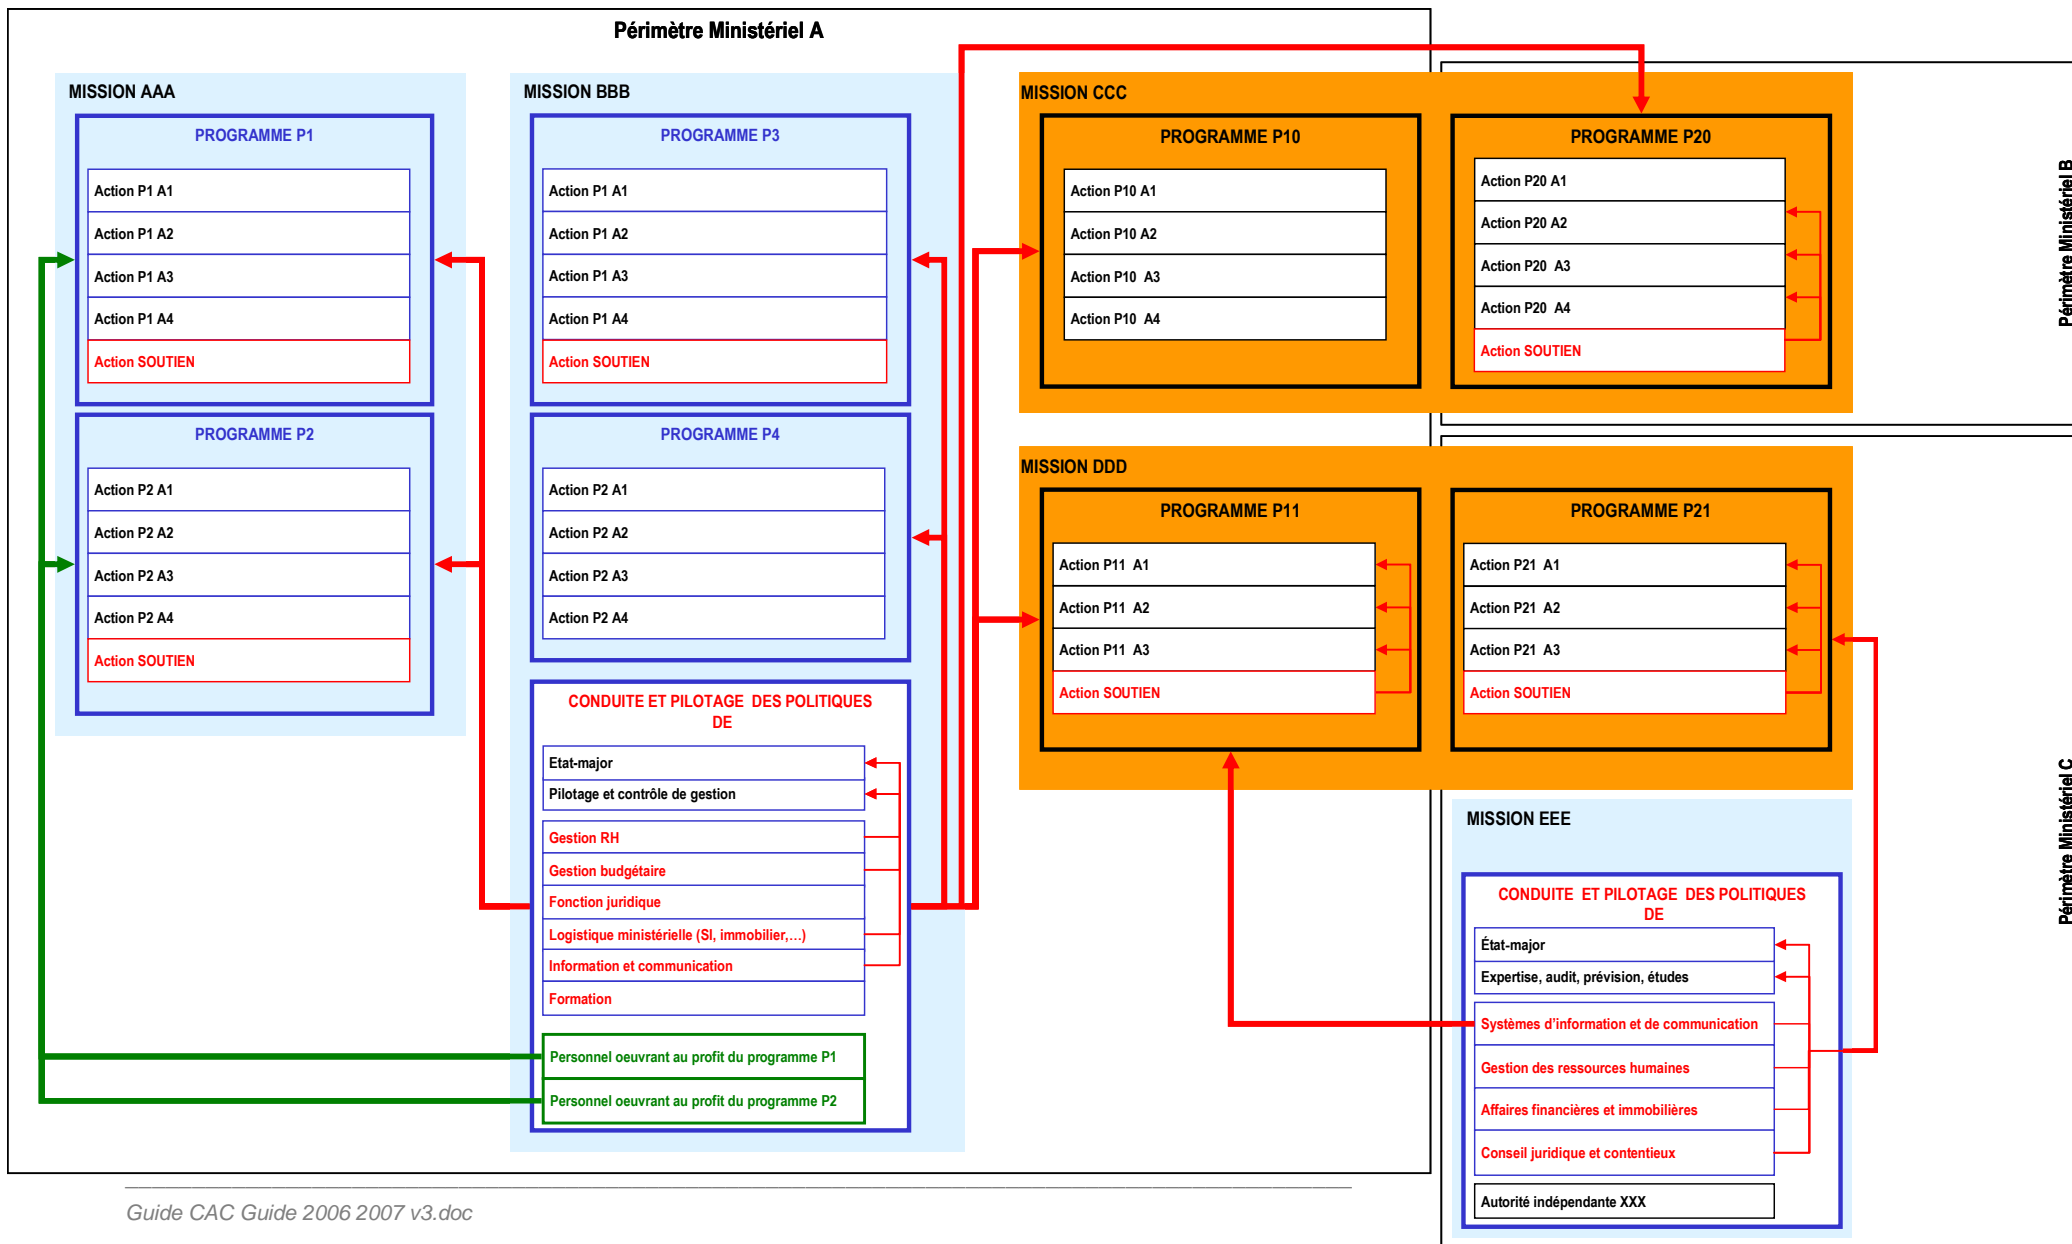 Périmètre Ministériel A
MISSION AAA
PROGRAMME P1
Action P1 A1
Action P1 A2
Action P1 A3
Action P1 A4
Action SOUTIEN
PROGRAMME P2
Action P2 A1
Action P2 A2
Action P2 A3
Action P2 A4
Action SOUTIEN
MISSION BBB
PROGRAMME P3
Action P1 A1
Action P1 A2
Action P1 A3
Action P1 A4
Action SOUTIEN
PROGRAMME P4
Action P2 A1
Action P2 A2
Action P2 A3
Action P2 A4
CONDUITE ET PILOTAGE DES POLITIQUES
DE
Etat-major
Pilotage et contrôle de gestion
Gestion RH
Gestion budgétaire
Fonction juridique
Logistique ministérielle (SI, immobilier,...)
Information et communication
Formation
Personnel oeuvrant au profit du programme P1
Personnel oeuvrant au profit du programme P2
MISSION CCC
PROGRAMME P10
Action P10 A1
Action P10 A2
Action P10 A3
Action P10 A4
PROGRAMME P20
Action P20 A1
Action P20 A2
Action P20 A3
Action P20 A4
Action SOUTIEN
Périmètre Ministériel B
MISSION DDD
PROGRAMME P11
Action P11 A1
Action P11 A2
Action P11 A3
Action SOUTIEN
PROGRAMME P21
Action P21 A1
Action P21 A2
Action P21 A3
Action SOUTIEN
Périmètre Ministériel C
MISSION EEE
CONDUITE ET PILOTAGE DES POLITIQUES
DE
État-major
Expertise, audit, prévision, études
Systèmes d'information et de communication
Gestion des ressources humaines
Affaires financières et immobilières
Conseil juridique et contentieux
Autorité indépendante XXX
Guide CAC Guide 2006 2007 v3.doc